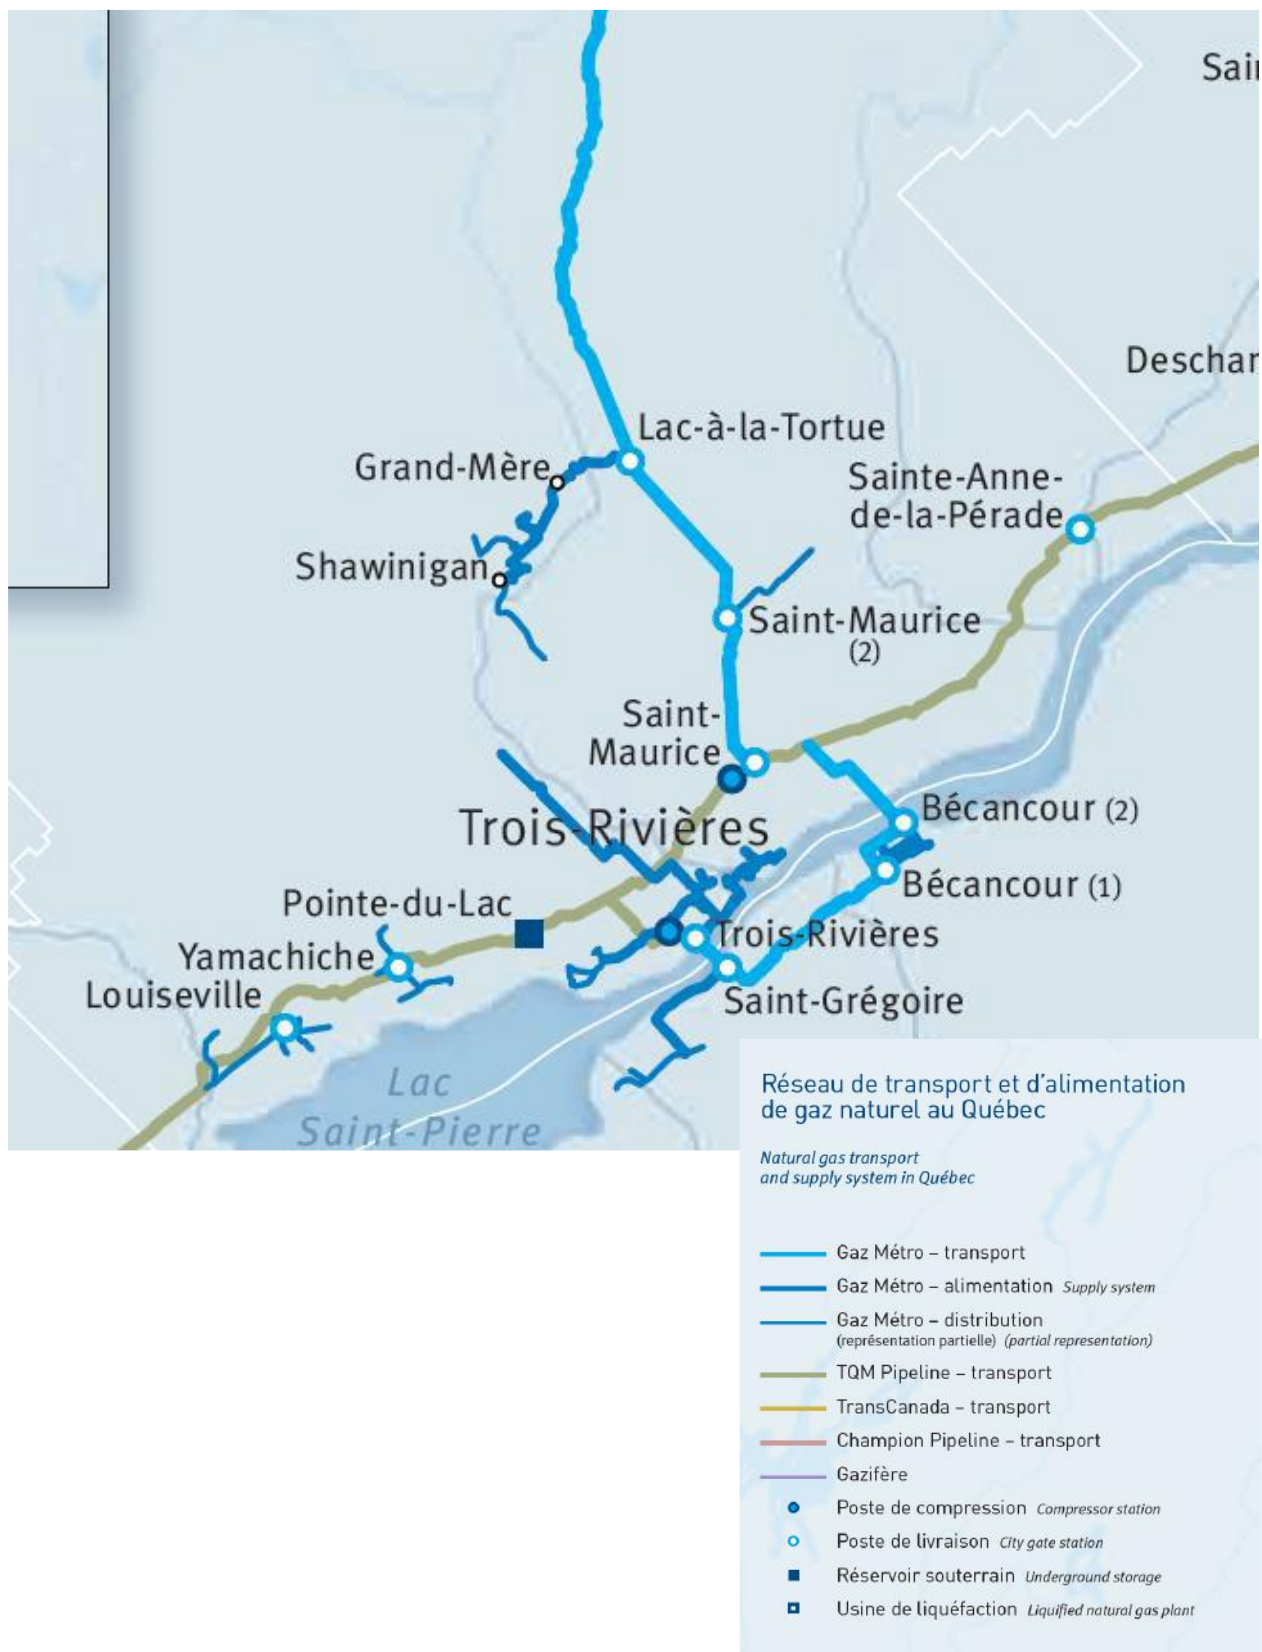 Sai
Deschar
Lac-à-la-Tortue
Grand-Mère
Sainte-Anne-
de-la-Pérade
Shawinigan
Saint-Maurice
(2)
Saint-
Maurice
Trois-Rivières
Bécancour (2)
Bécancour (1)
Pointe-du-Lac
Trois-Rivières
Yamachiche
Louiseville
Saint-Grégoire
Lac
Saint-Pierre
Réseau de transport et d'alimentation
de gaz naturel au Québec
Natural gas transport
and supply system in Québec
Gaz Métro – transport
Gaz Métro – alimentation Supply system
Gaz Métro – distribution
(représentation partielle) (partial representation)
TQM Pipeline – transport
TransCanada – transport
Champion Pipeline – transport
Gazifère
Poste de compression Compressor station
Poste de livraison City gate station
Réservoir souterrain Underground storage
Usine de liquéfaction Liquified natural gas plant